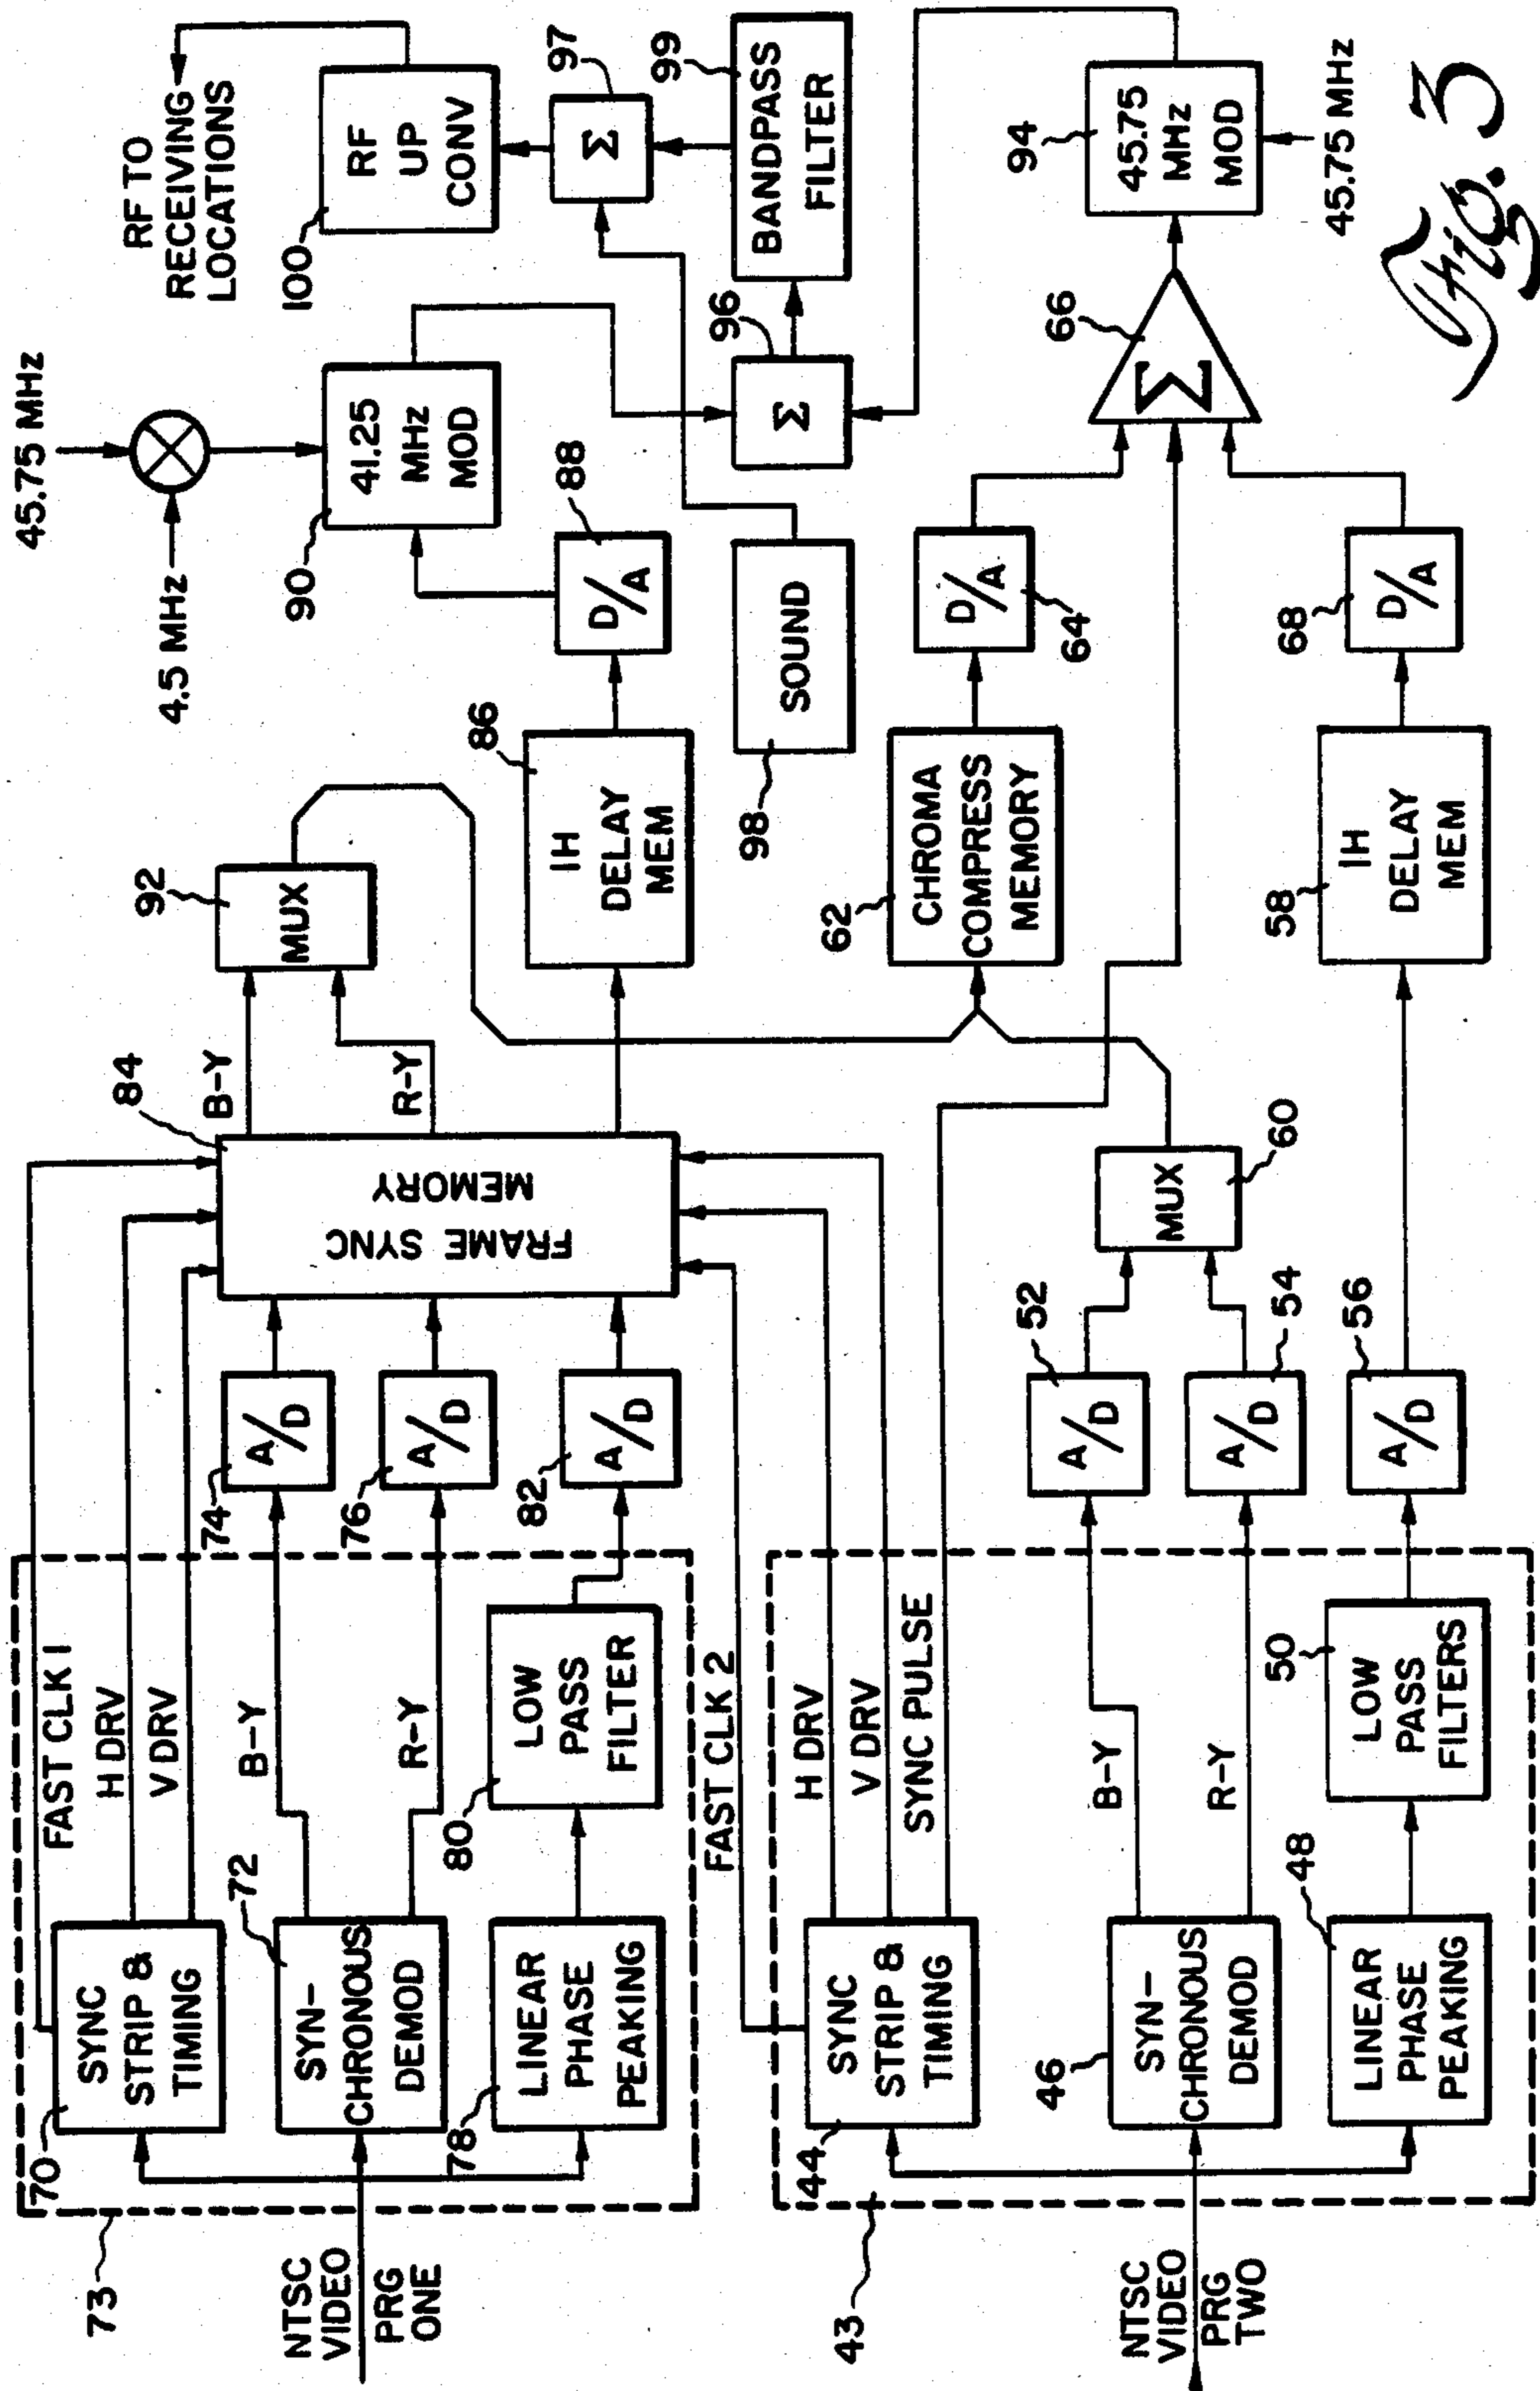 NTSC
VIDEO
PRG
ONE
73
70
SYNC
STRIP &
TIMING
FAST CLK 1
H DRV
V DRV
72
SYN-
CHRONOUS
DEMOD
B-Y
R-Y
78
LINEAR
PHASE
PEAKING
80
LOW
PASS
FILTER
74
A/D
76
A/D
82
A/D
84
FRAME SYNC
MEMORY
B-Y
R-Y
92
MUX
86
1H
DELAY
MEM
88
D/A
4.5 MHz
45.75 MHz
90
41.25
MHz
MOD
RF TO
RECEIVING
LOCATIONS
100
RF
UP
CONV
97
Σ
99
BANDPASS
FILTER
96
Σ
98
SOUND
NTSC
VIDEO
PRG
TWO
43
44
SYNC
STRIP &
TIMING
FAST CLK 2
H DRV
V DRV
SYNC PULSE
46
SYN-
CHRONOUS
DEMOD
B-Y
R-Y
48
LINEAR
PHASE
PEAKING
50
LOW
PASS
FILTERS
52
A/D
54
A/D
56
A/D
MUX
60
62
CHROMA
COMPRESS
MEMORY
D/A
64
58
1H
DELAY
MEM
68
D/A
66
Σ
94
45.75
MHz
MOD
45.75 MHz
Fig. 3